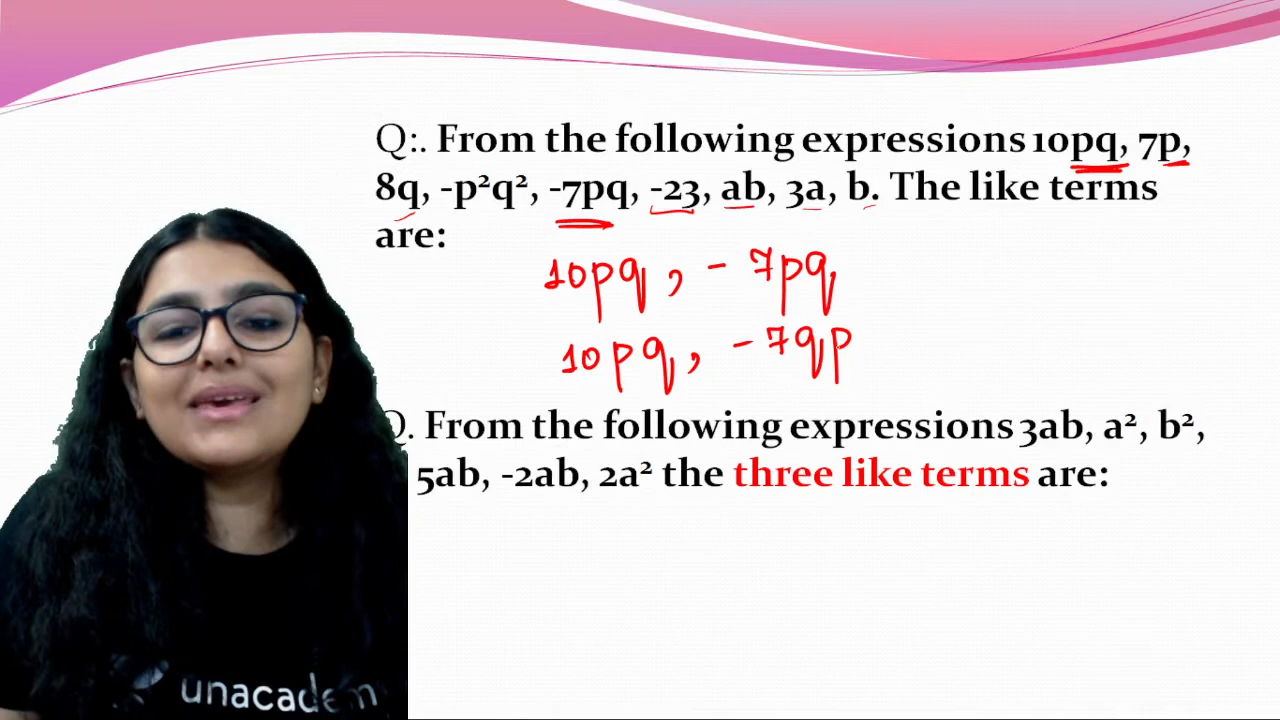 Q:. From the following expressions 10pq, 7p,
8q, -p²q², -7pq, -23, ab, 3a, b. The like terms
are:
10pq, - 7pq
10pq, - 7qp
Q. From the following expressions 3ab, a², b²,
5ab, -2ab, 2a² the three like terms are:
unacadem